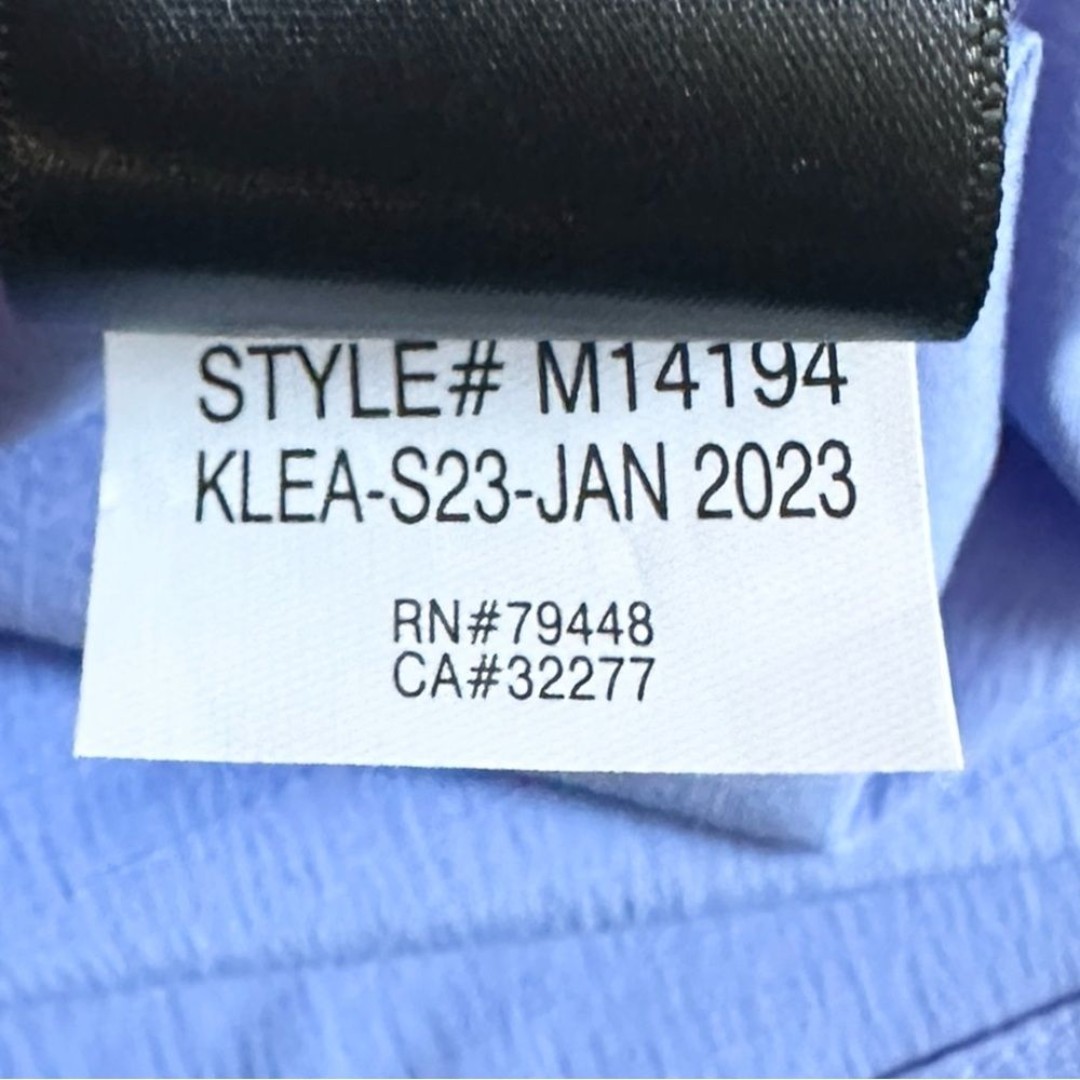 STYLE# M14194
KLEA-S23-JAN 2023
RN#79448
CA#32277